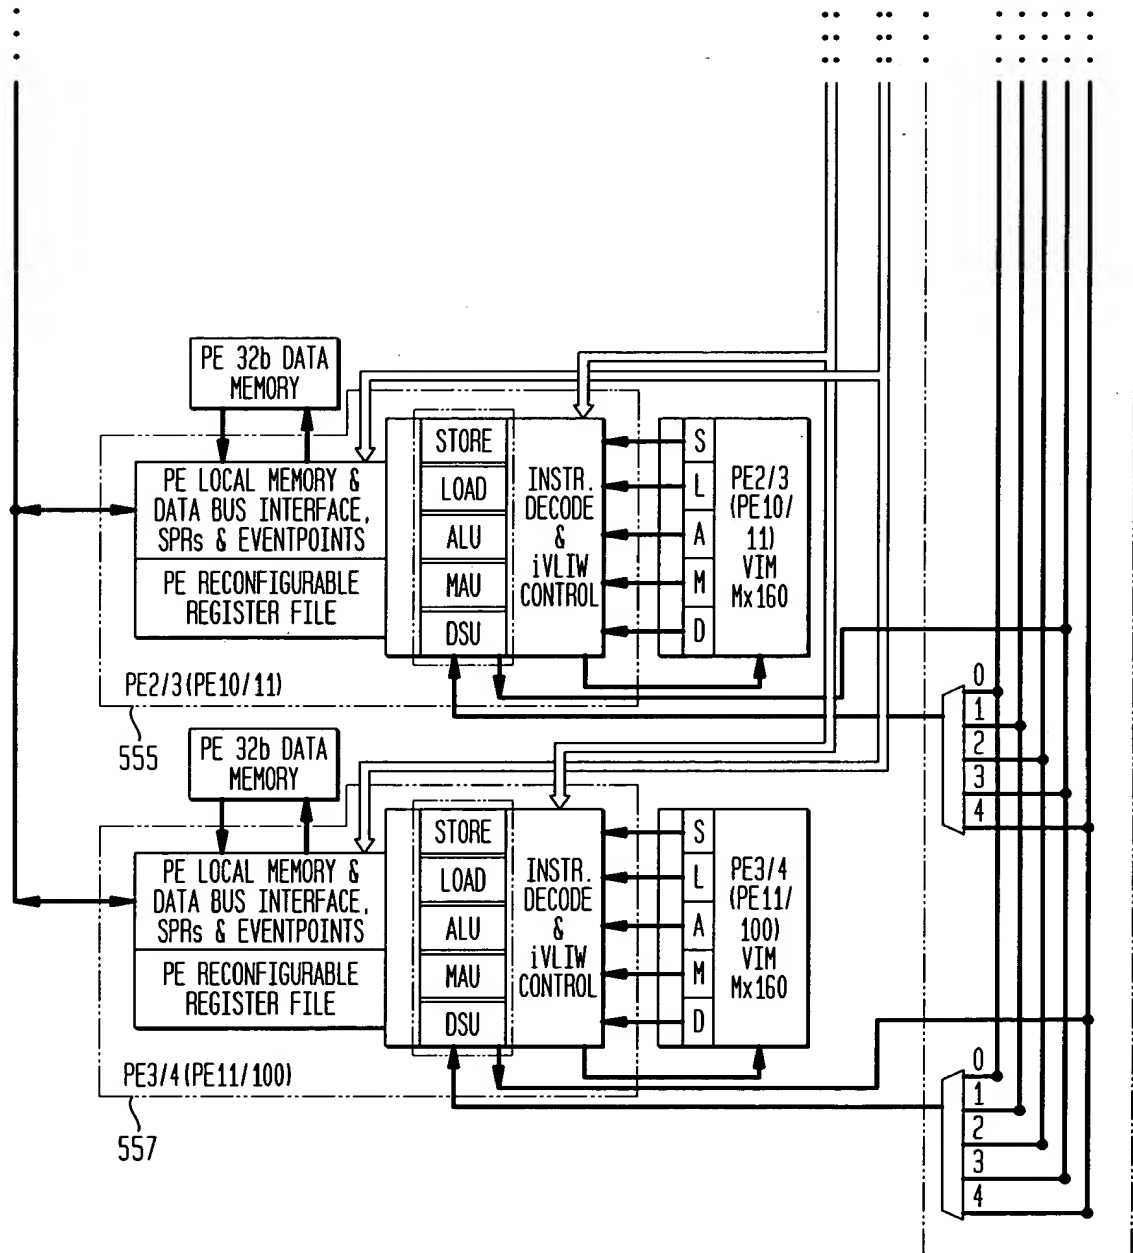 PE 32b DATA
MEMORY
PE LOCAL MEMORY &
DATA BUS INTERFACE,
SPRs & EVENTPOINTS
PE RECONFIGURABLE
REGISTER FILE
STORE
LOAD
ALU
MAU
DSU
INSTR.
DECODE
&
iVLIW
CONTROL
S
L
A
M
D
PE2/3
(PE10/
11)
VIM
Mx160
PE2/3(PE10/11)
555
0
1
2
3
4
PE 32b DATA
MEMORY
PE LOCAL MEMORY &
DATA BUS INTERFACE,
SPRs & EVENTPOINTS
PE RECONFIGURABLE
REGISTER FILE
STORE
LOAD
ALU
MAU
DSU
INSTR.
DECODE
&
iVLIW
CONTROL
S
L
A
M
D
PE3/4
(PE11/
100)
VIM
Mx160
PE3/4(PE11/100)
557
0
1
2
3
4